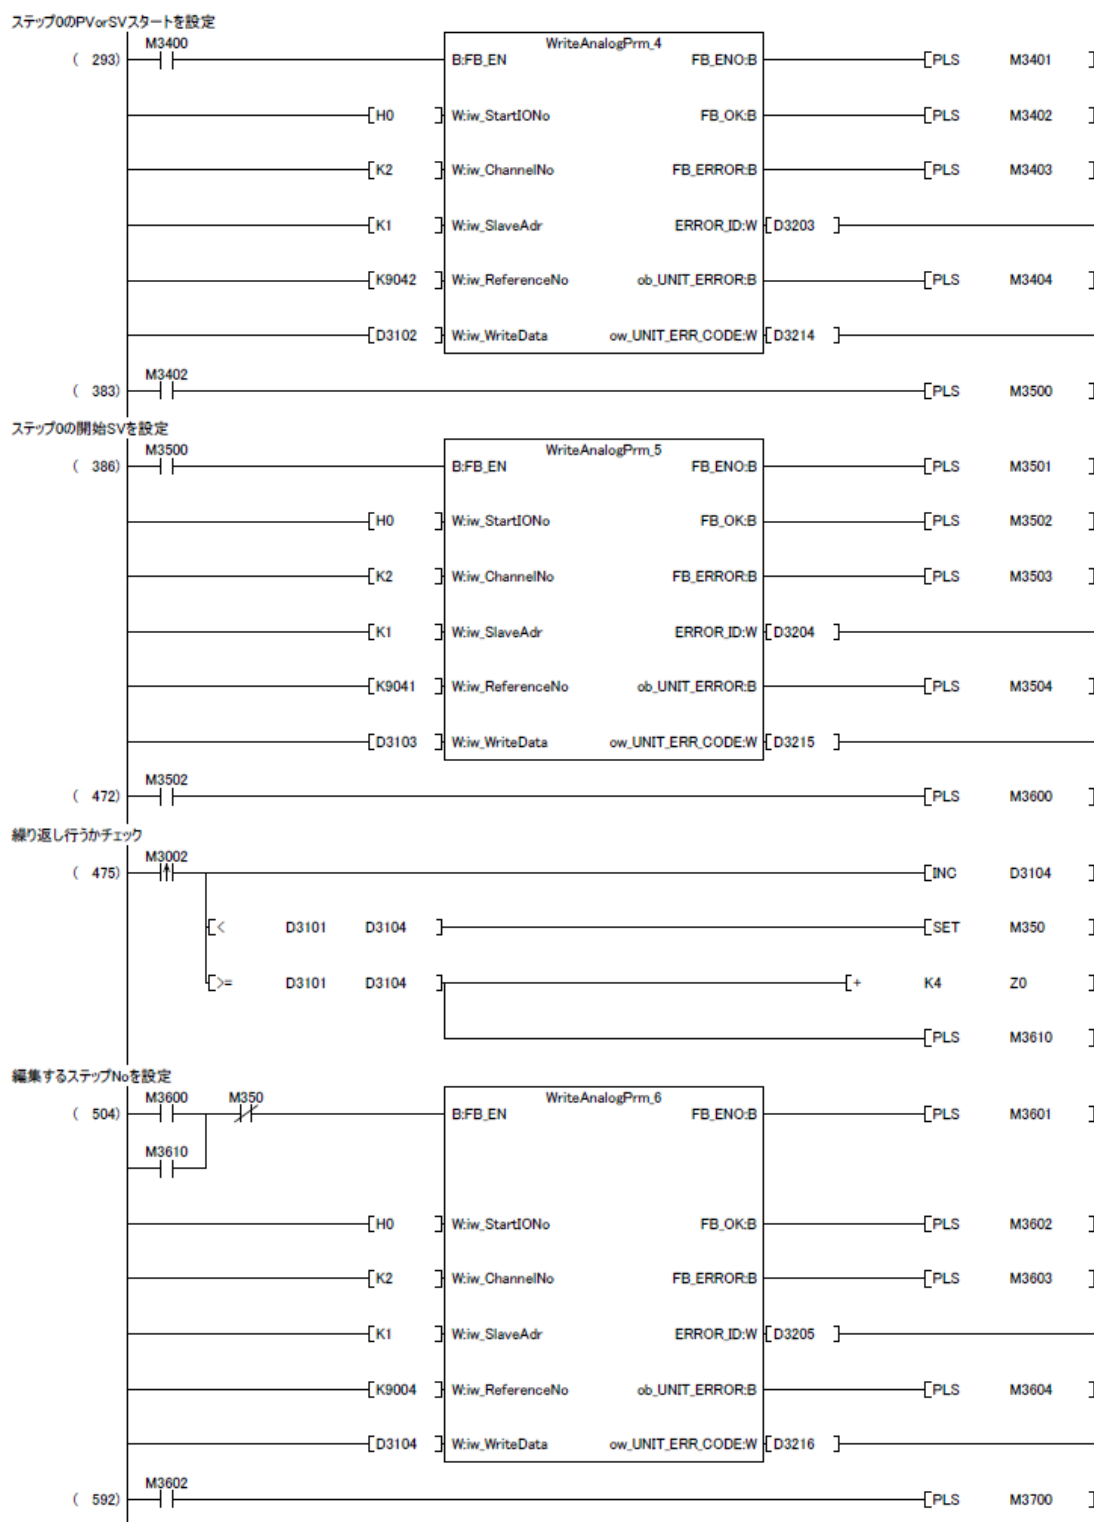 ステップ0のPVorSVスタートを設定
M3400
( 293) B:FB_EN WriteAnalogPrm_4 FB_ENO:B [PLS M3401 ]
[H0 ] W:iw_StartIONo FB_OK:B [PLS M3402 ]
[K2 ] W:iw_ChannelNo FB_ERROR:B [PLS M3403 ]
[K1 ] W:iw_SlaveAdr ERROR_ID:W [D3203 ]
[K9042 ] W:iw_ReferenceNo ob_UNIT_ERROR:B [PLS M3404 ]
[D3102 ] W:iw_WriteData ow_UNIT_ERR_CODE:W [D3214 ]
M3402
( 383) [PLS M3500 ]
ステップ0の開始SVを設定
M3500
( 386) B:FB_EN WriteAnalogPrm_5 FB_ENO:B [PLS M3501 ]
[H0 ] W:iw_StartIONo FB_OK:B [PLS M3502 ]
[K2 ] W:iw_ChannelNo FB_ERROR:B [PLS M3503 ]
[K1 ] W:iw_SlaveAdr ERROR_ID:W [D3204 ]
[K9041 ] W:iw_ReferenceNo ob_UNIT_ERROR:B [PLS M3504 ]
[D3103 ] W:iw_WriteData ow_UNIT_ERR_CODE:W [D3215 ]
M3502
( 472) [PLS M3600 ]
繰り返し行うかチェック
M3002
( 475) [INC D3104 ]
[< D3101 D3104 ] [SET M350 ]
[>= D3101 D3104 ] [+ K4 Z0 ]
[PLS M3610 ]
編集するステップNoを設定
M3600 M350
( 504) B:FB_EN WriteAnalogPrm_6 FB_ENO:B [PLS M3601 ]
M3610
[H0 ] W:iw_StartIONo FB_OK:B [PLS M3602 ]
[K2 ] W:iw_ChannelNo FB_ERROR:B [PLS M3603 ]
[K1 ] W:iw_SlaveAdr ERROR_ID:W [D3205 ]
[K9004 ] W:iw_ReferenceNo ob_UNIT_ERROR:B [PLS M3604 ]
[D3104 ] W:iw_WriteData ow_UNIT_ERR_CODE:W [D3216 ]
M3602
( 592) [PLS M3700 ]